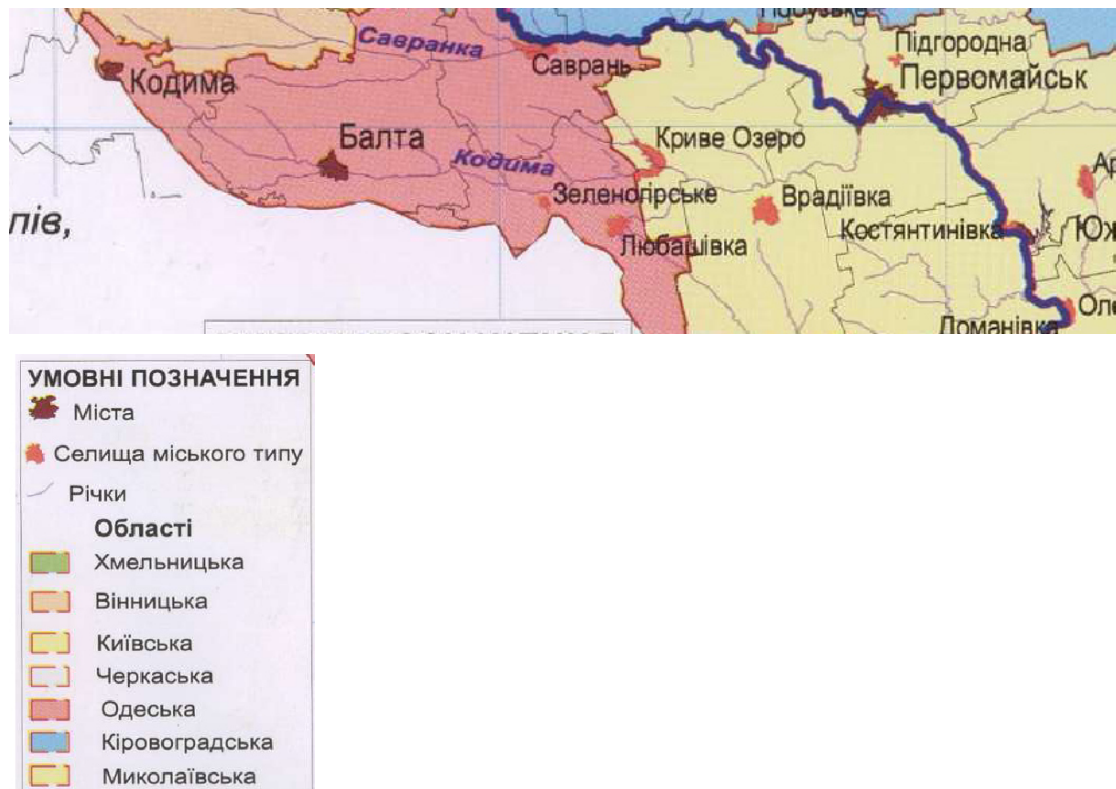 Савранка
Саврань
Підгородна
Первомайськ
Кодима
Балта
Криве Озеро
Кодима
Зеленогірське
Врадіївка
Любашівка
Костянтинівка
лів,
Доманівка
УМОВНІ ПОЗНАЧЕННЯ
Міста
Селища міського типу
Річки
Області
Хмельницька
Вінницька
Київська
Черкаська
Одеська
Кіровоградська
Миколаївська